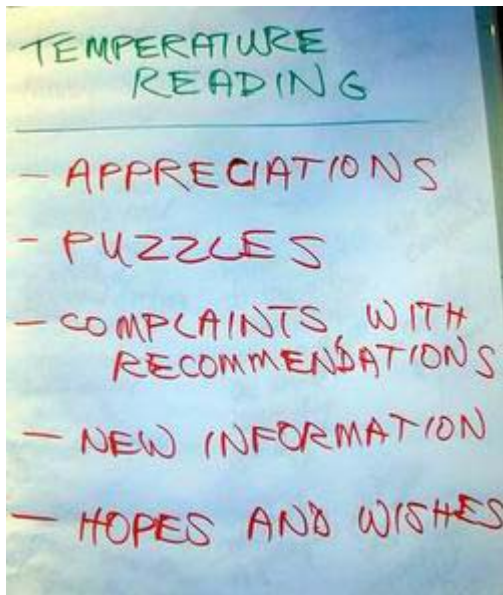 TEMPERATURE
READING
- APPRECIATIONS
- PUZZLES
- COMPLAINTS WITH
RECOMMENDATIONS
- NEW INFORMATION
- HOPES AND WISHES